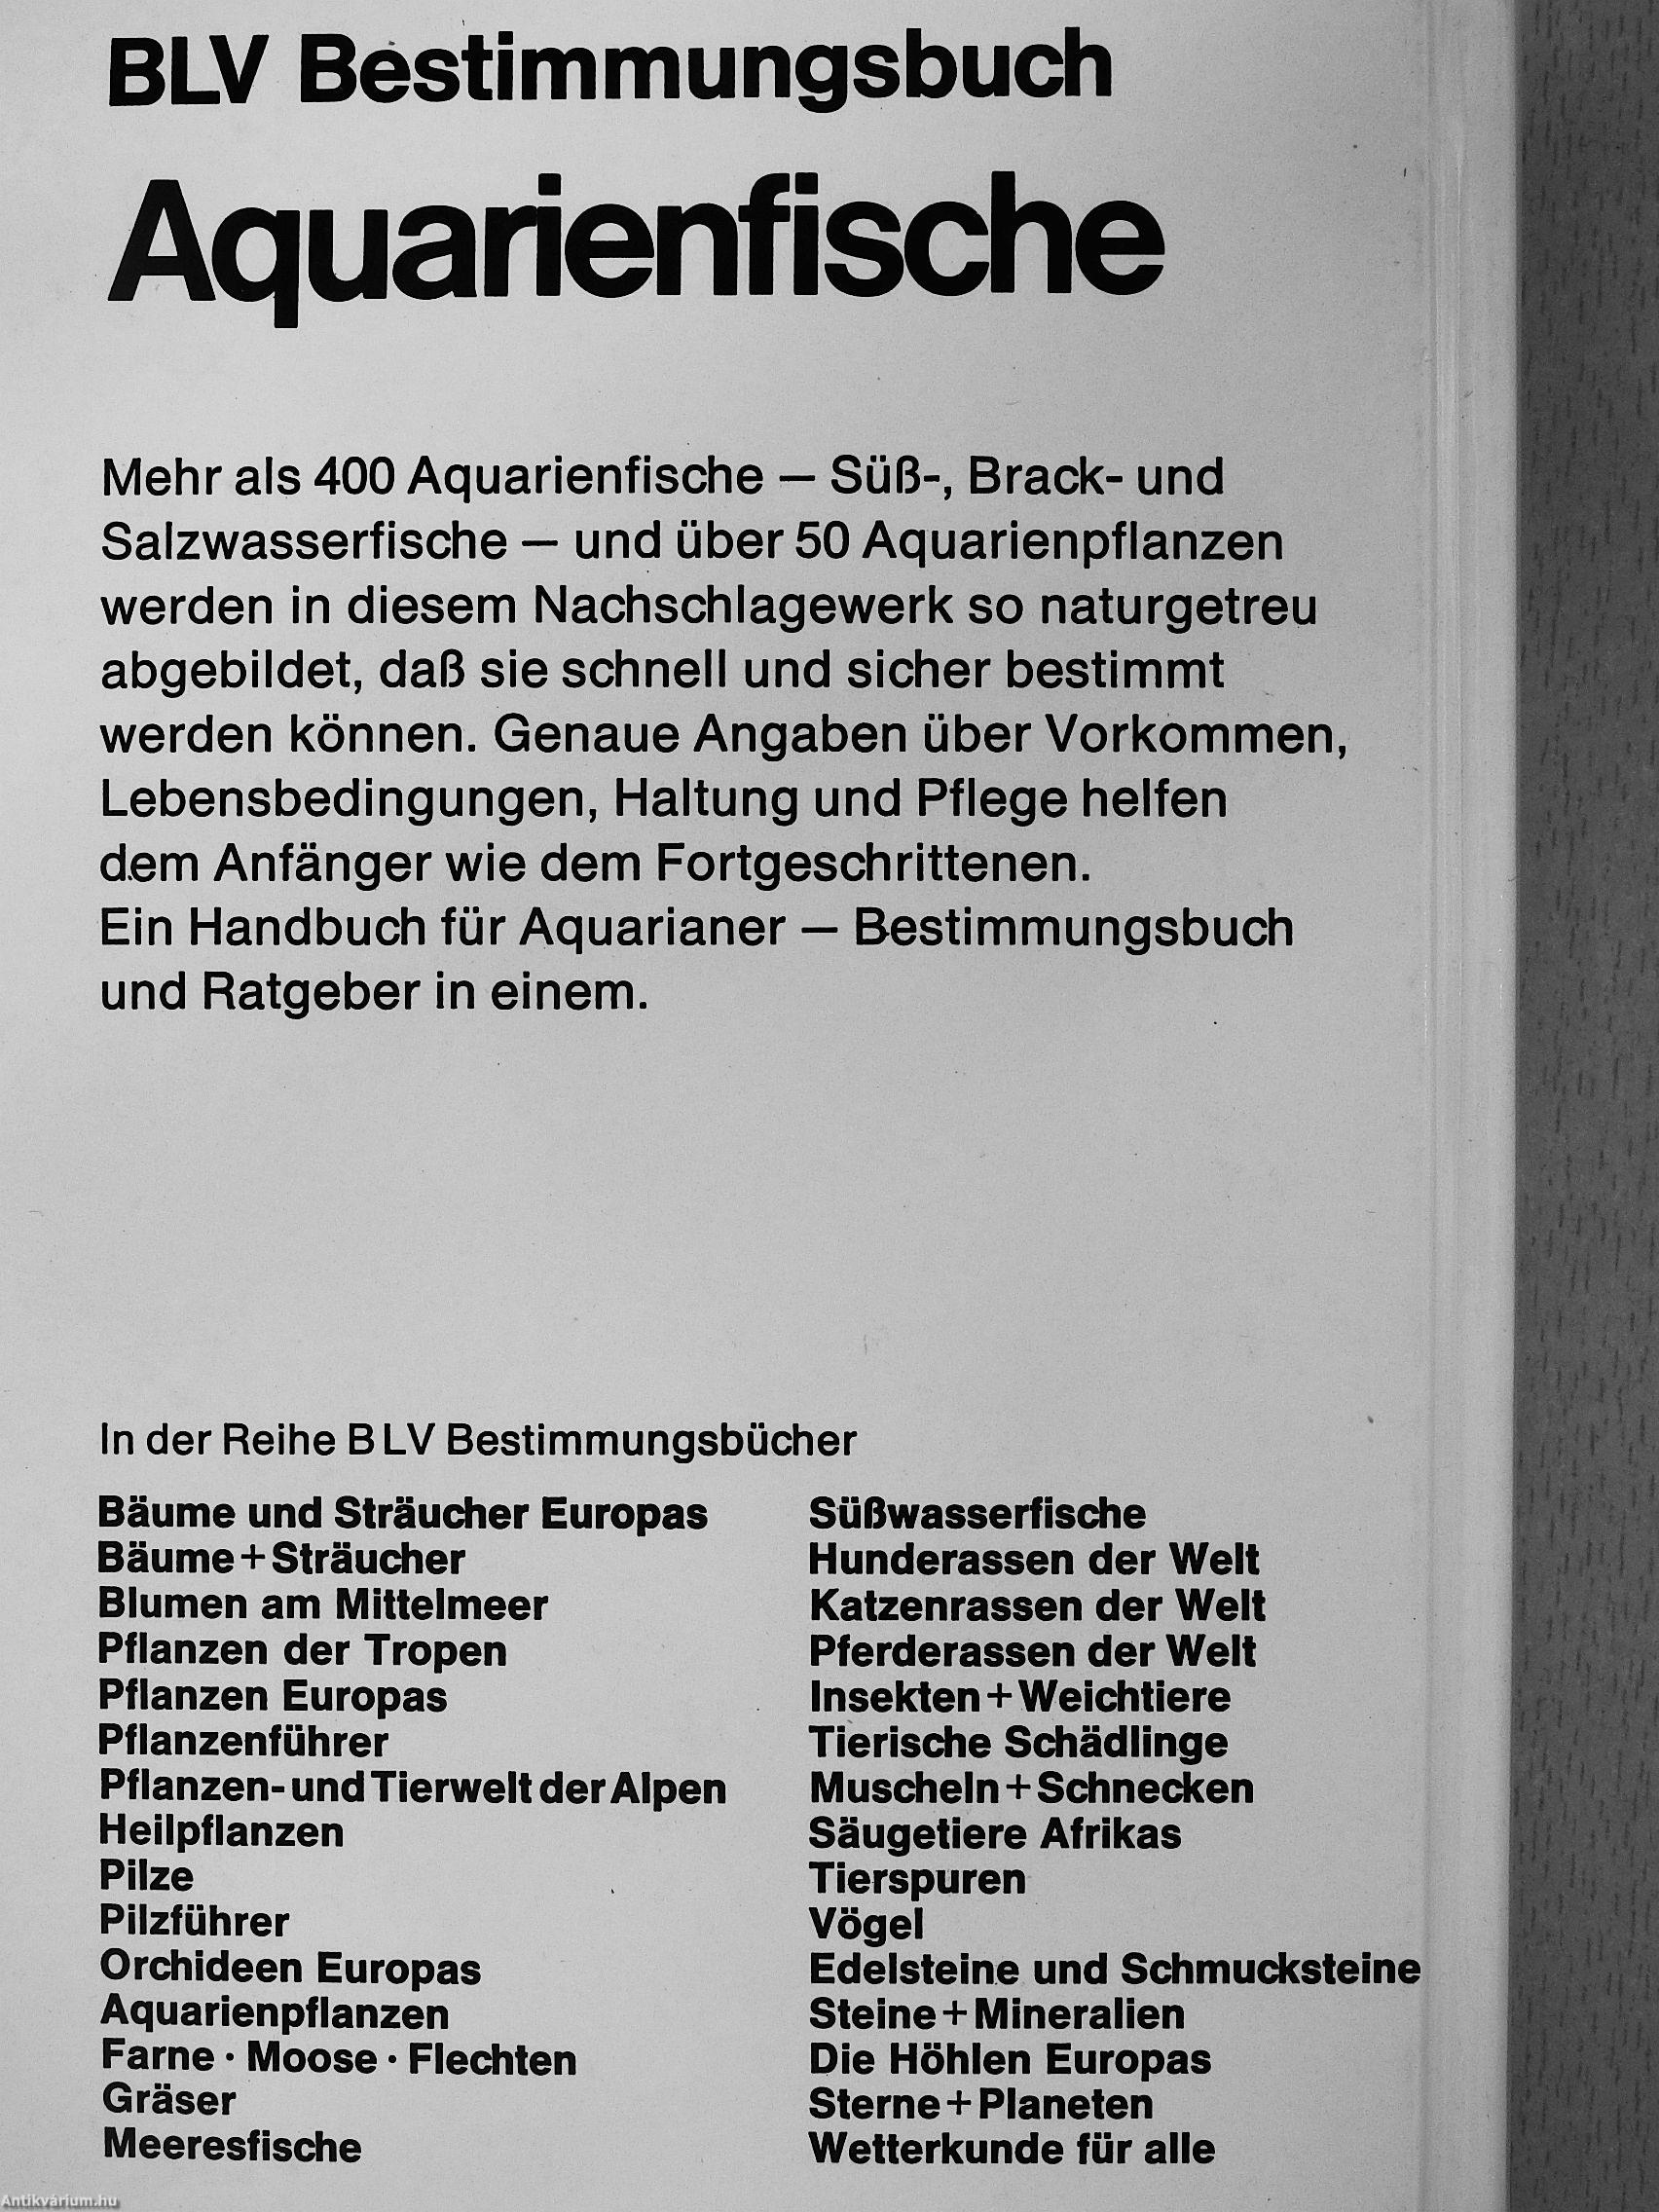 BLV Bestimmungsbuch
Aquarienfische
Mehr als 400 Aquarienfische — Süß-, Brack- und
Salzwasserfische — und über 50 Aquarienpflanzen
werden in diesem Nachschlagewerk so naturgetreu
abgebildet, daß sie schnell und sicher bestimmt
werden können. Genaue Angaben über Vorkommen,
Lebensbedingungen, Haltung und Pflege helfen
dem Anfänger wie dem Fortgeschrittenen.
Ein Handbuch für Aquarianer — Bestimmungsbuch
und Ratgeber in einem.
In der Reihe BLV Bestimmungsbücher
Bäume und Sträucher Europas
Bäume+Sträucher
Blumen am Mittelmeer
Pflanzen der Tropen
Pflanzen Europas
Pflanzenführer
Pflanzen- und Tierwelt der Alpen
Heilpflanzen
Pilze
Pilzführer
Orchideen Europas
Aquarienpflanzen
Farne · Moose · Flechten
Gräser
Meeresfische
Süßwasserfische
Hunderassen der Welt
Katzenrassen der Welt
Pferderassen der Welt
Insekten+Weichtiere
Tierische Schädlinge
Muscheln+Schnecken
Säugetiere Afrikas
Tierspuren
Vögel
Edelsteine und Schmucksteine
Steine+Mineralien
Die Höhlen Europas
Sterne+Planeten
Wetterkunde für alle
Antikvárium.hu